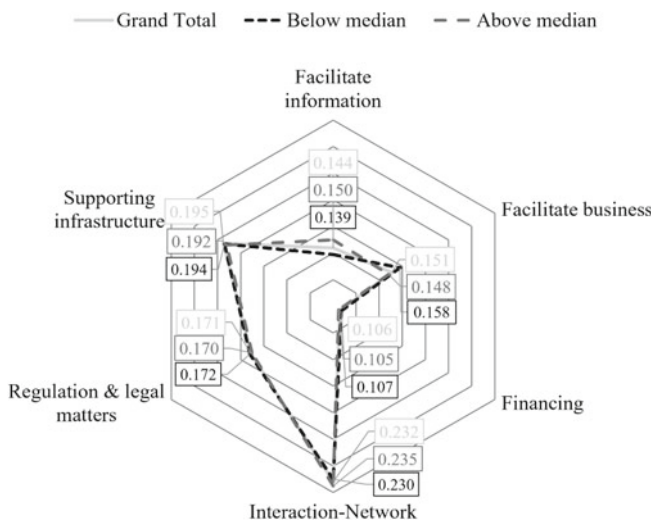 Grand Total Below median Above median
Facilitate
information
0.144
0.150
0.139
Supporting
infrastructure
0.195
0.192
0.194
Facilitate business
0.151
0.148
0.158
0.171
0.170
0.172
0.106
0.105
0.107
Regulation & legal
matters
Financing
0.232
0.235
0.230
Interaction-Network